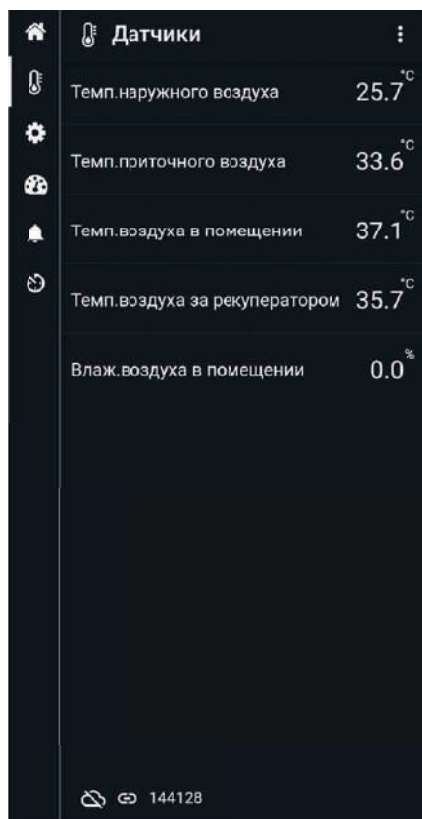 Датчики
Темп.наружного воздуха 25.7°C
Темп.приточного воздуха 33.6°C
Темп.воздуха в помещении 37.1°C
Темп.воздуха за рекуператором 35.7°C
Влаж.воздуха в помещении 0.0%
144128